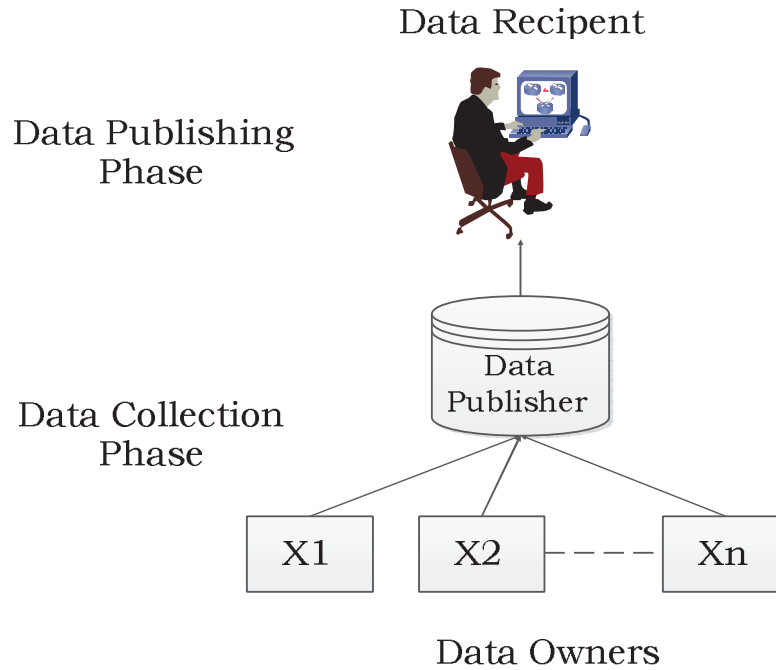 Data Recipent
Data Publishing
Phase
Data
Publisher
Data Collection
Phase
X1
X2
Xn
Data Owners